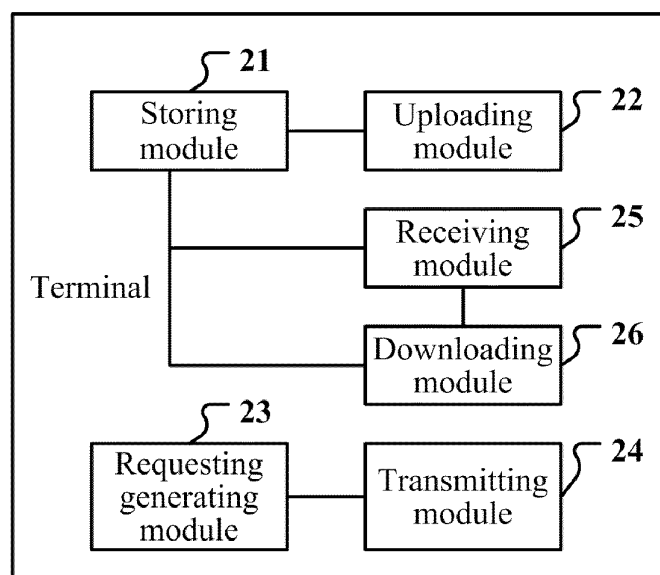 21
Storing
module
22
Uploading
module
25
Receiving
module
Terminal
26
Downloading
module
23
Requesting
generating
module
24
Transmitting
module